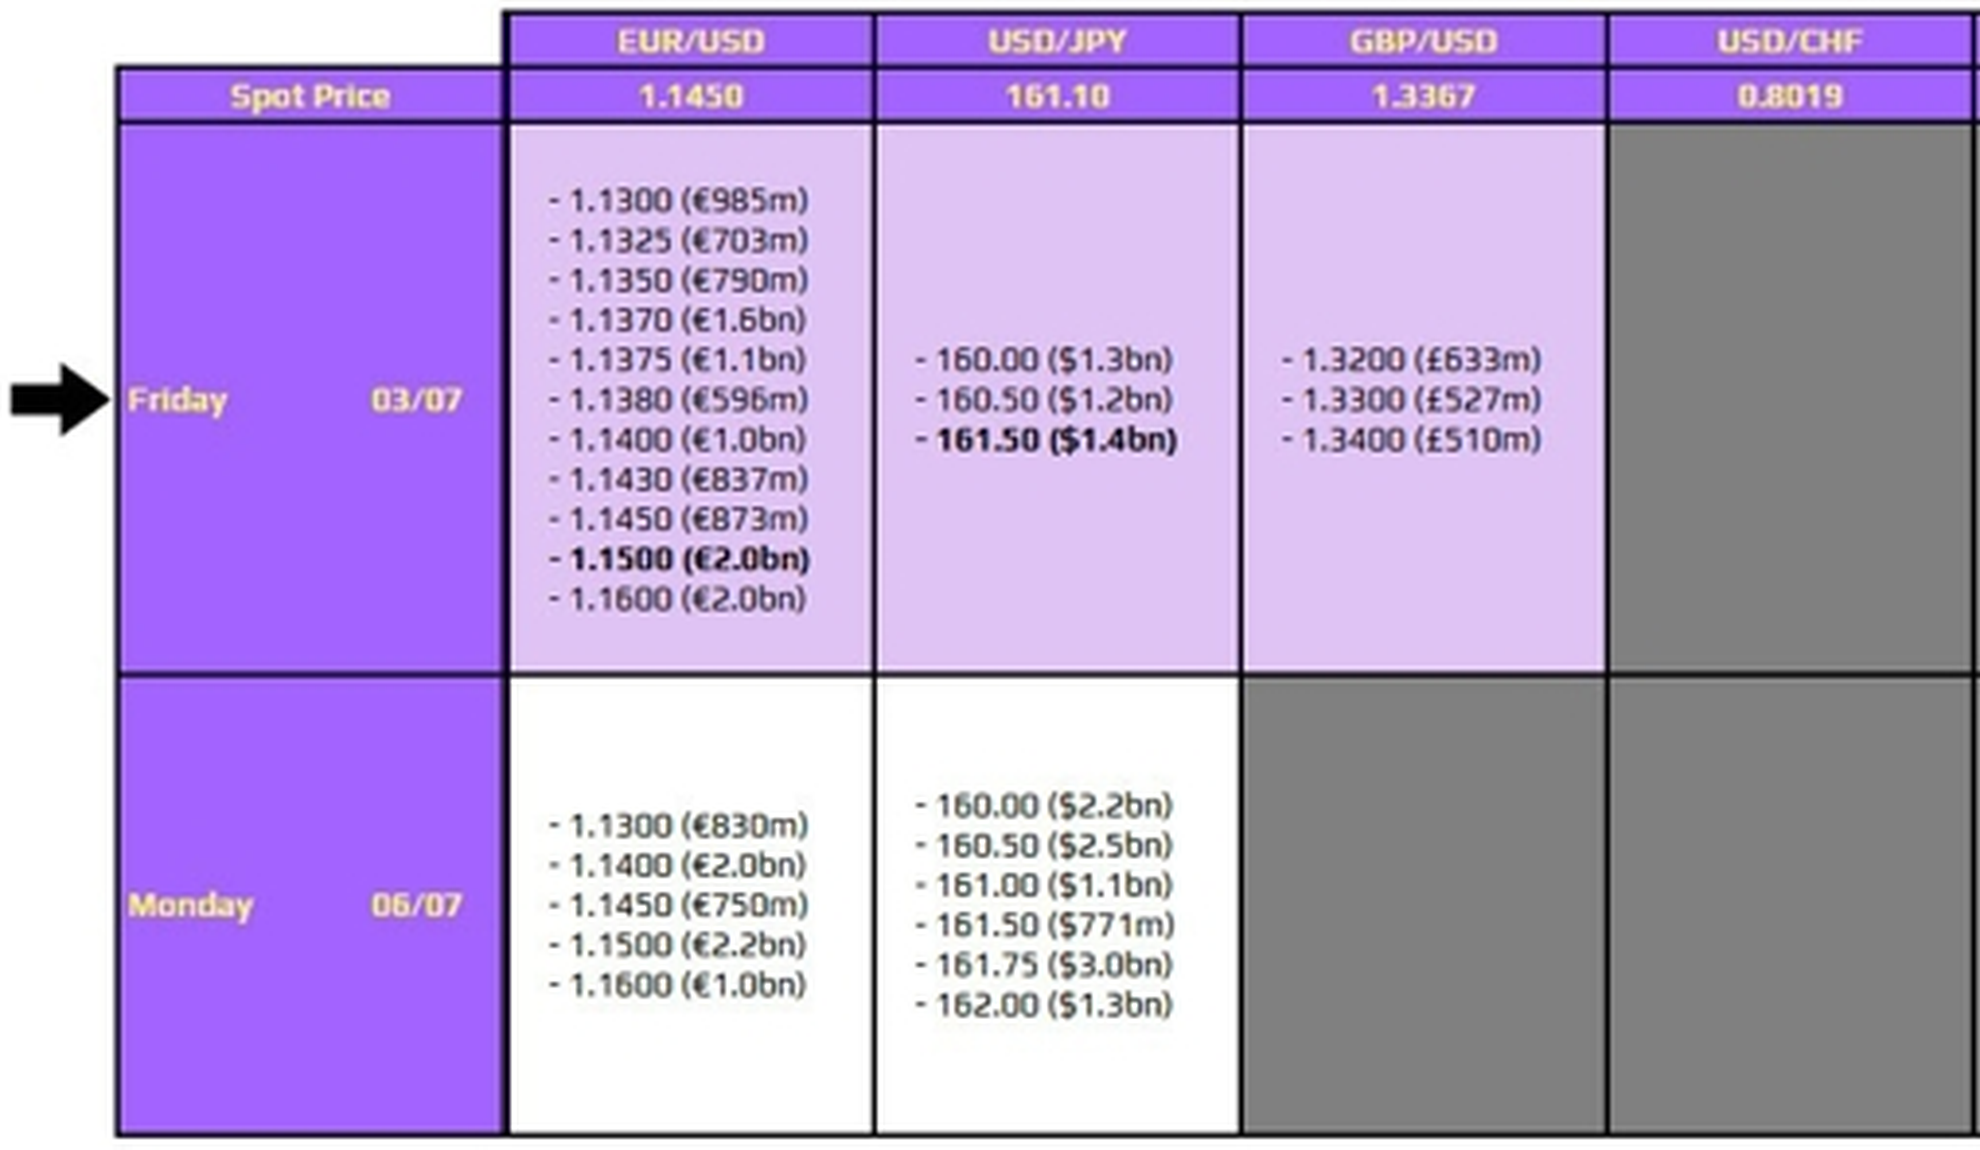 EUR/USD USD/JPY GBP/USD USD/CHF
Spot Price 1.1450 161.10 1.3367 0.8019
Friday 03/07
- 1.1300 (€985m)
- 1.1325 (€703m)
- 1.1350 (€790m)
- 1.1370 (€1.6bn)
- 1.1375 (€1.1bn)
- 1.1380 (€596m)
- 1.1400 (€1.0bn)
- 1.1430 (€837m)
- 1.1450 (€873m)
- 1.1500 (€2.0bn)
- 1.1600 (€2.0bn)
- 160.00 ($1.3bn)
- 160.50 ($1.2bn)
- 161.50 ($1.4bn)
- 1.3200 (£633m)
- 1.3300 (£527m)
- 1.3400 (£510m)
Monday 06/07
- 1.1300 (€830m)
- 1.1400 (€2.0bn)
- 1.1450 (€750m)
- 1.1500 (€2.2bn)
- 1.1600 (€1.0bn)
- 160.00 ($2.2bn)
- 160.50 ($2.5bn)
- 161.00 ($1.1bn)
- 161.50 ($771m)
- 161.75 ($3.0bn)
- 162.00 ($1.3bn)